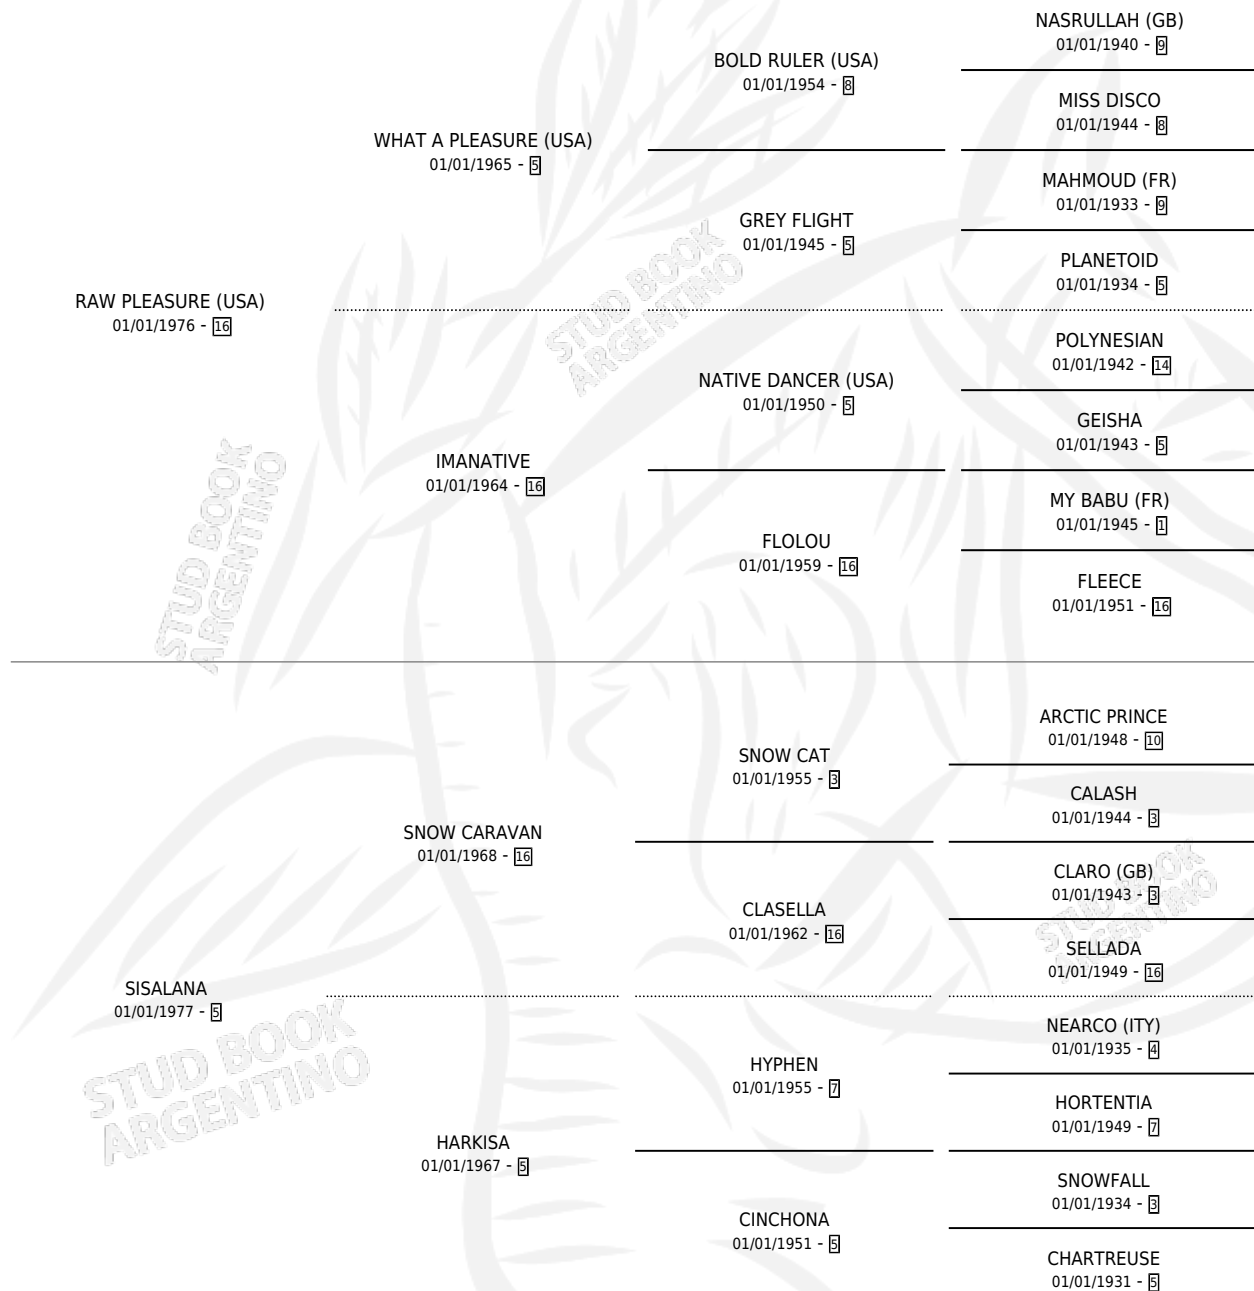 NASRULLAH (GB)
01/01/1940 - 9
BOLD RULER (USA)
01/01/1954 - 8
MISS DISCO
01/01/1944 - 8
WHAT A PLEASURE (USA)
01/01/1965 - 5
MAHMOUD (FR)
01/01/1933 - 9
GREY FLIGHT
01/01/1945 - 5
PLANETOID
01/01/1934 - 5
RAW PLEASURE (USA)
01/01/1976 - 16
POLYNESIAN
01/01/1942 - 14
NATIVE DANCER (USA)
01/01/1950 - 5
GEISHA
01/01/1943 - 5
IMANATIVE
01/01/1964 - 16
MY BABU (FR)
01/01/1945 - 1
FLOLOU
01/01/1959 - 16
FLEECE
01/01/1951 - 16
ARCTIC PRINCE
01/01/1948 - 10
SNOW CAT
01/01/1955 - 3
CALASH
01/01/1944 - 3
SNOW CARAVAN
01/01/1968 - 16
CLARO (GB)
01/01/1943 - 3
CLASELLA
01/01/1962 - 16
SELLADA
01/01/1949 - 16
SISALANA
01/01/1977 - 5
NEARCO (ITY)
01/01/1935 - 4
HYPHEN
01/01/1955 - 7
HORTENTIA
01/01/1949 - 7
HARKISA
01/01/1967 - 5
SNOWFALL
01/01/1934 - 3
CINCHONA
01/01/1951 - 5
CHARTREUSE
01/01/1931 - 5
STUD BOOK
ARGENTINO
STUD BOOK
ARGENTINO
STUD BOOK
ARGENTINO
STUD BOOK
ARGENTINO